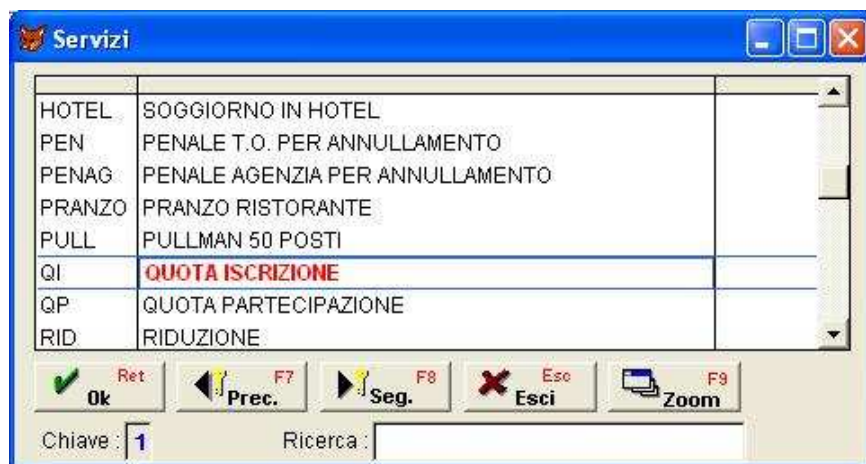 Servizi
HOTEL SOGGIORNO IN HOTEL
PEN PENALE T.O. PER ANNULLAMENTO
PENAG PENALE AGENZIA PER ANNULLAMENTO
PRANZO PRANZO RISTORANTE
PULL PULLMAN 50 POSTI
QI QUOTA ISCRIZIONE
QP QUOTA PARTECIPAZIONE
RID RIDUZIONE
Ok Ret Prec. F7 Seg. F8 Esci Esc Zoom F9
Chiave : 1 Ricerca :